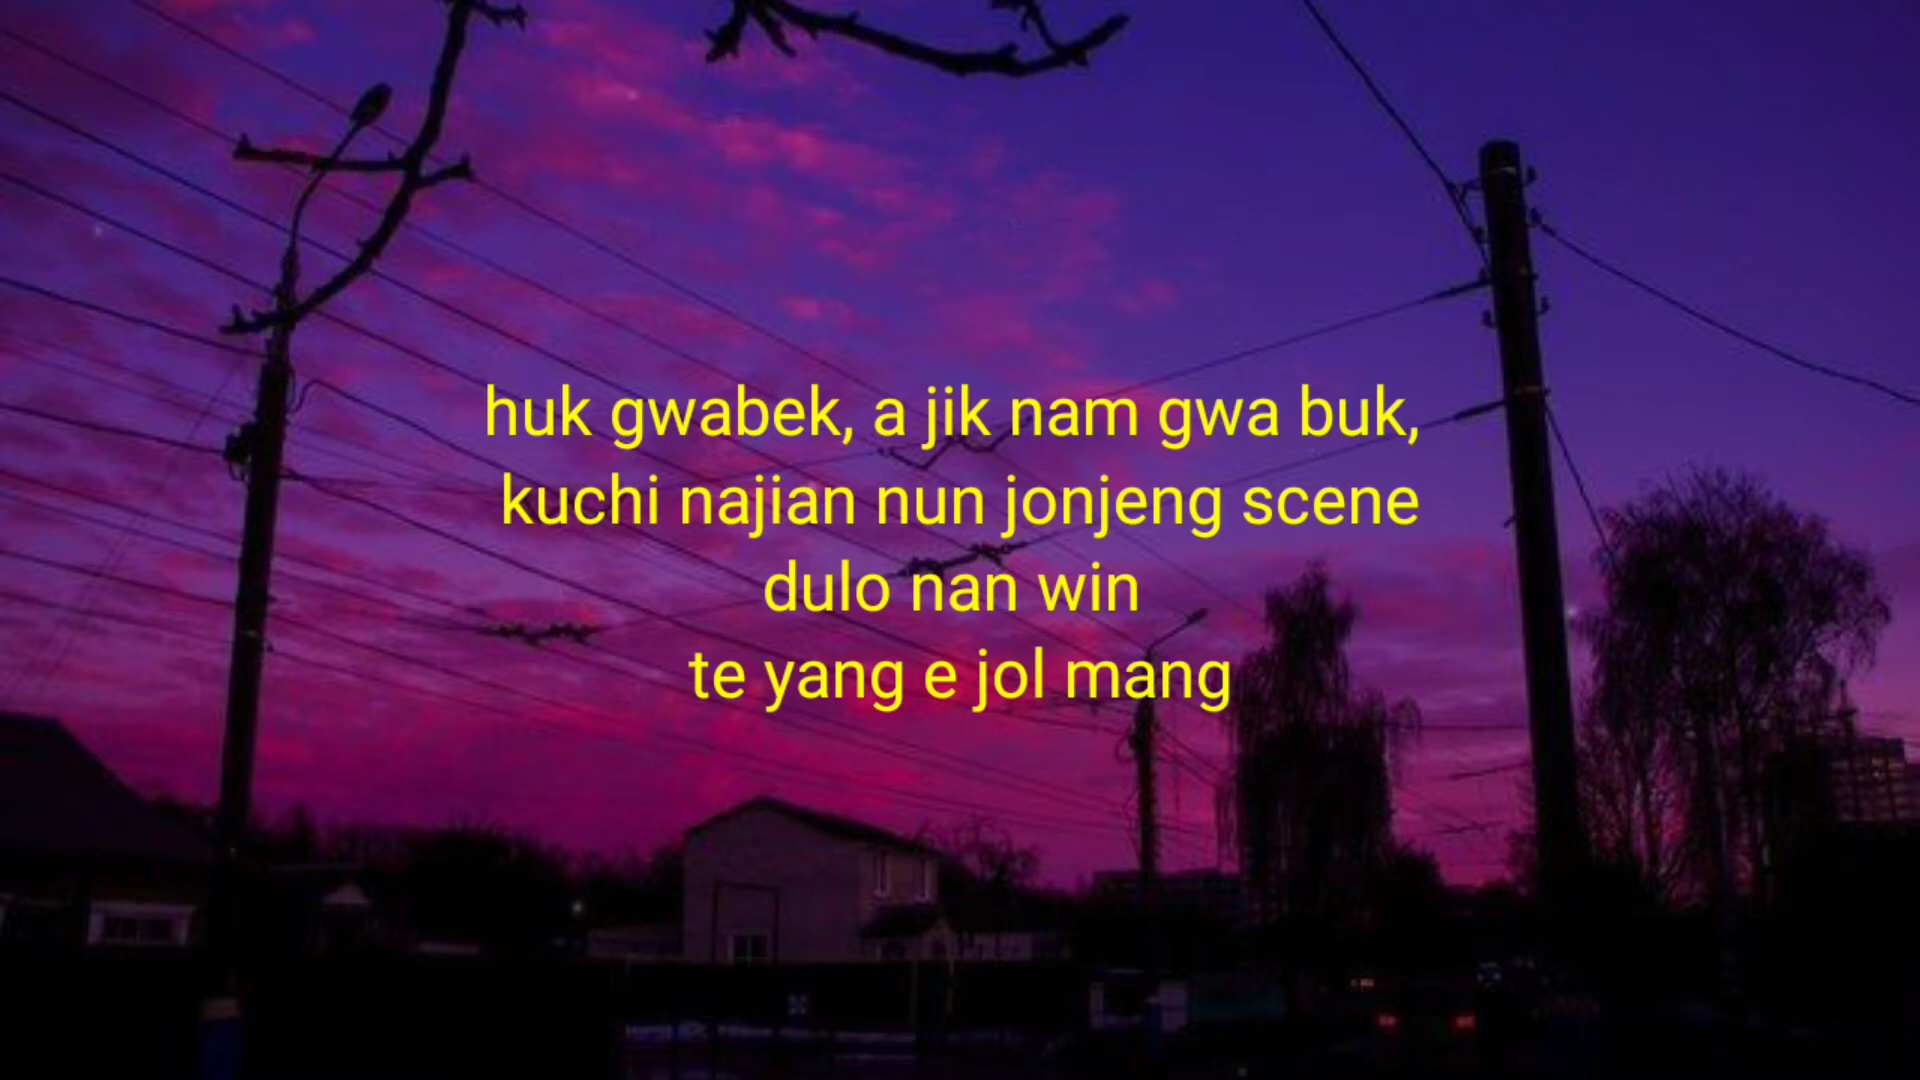 huk gwabek, a jik nam gwa buk,
kuchi najian nun jonjeng scene
dulo nan win
te yang e jol mang